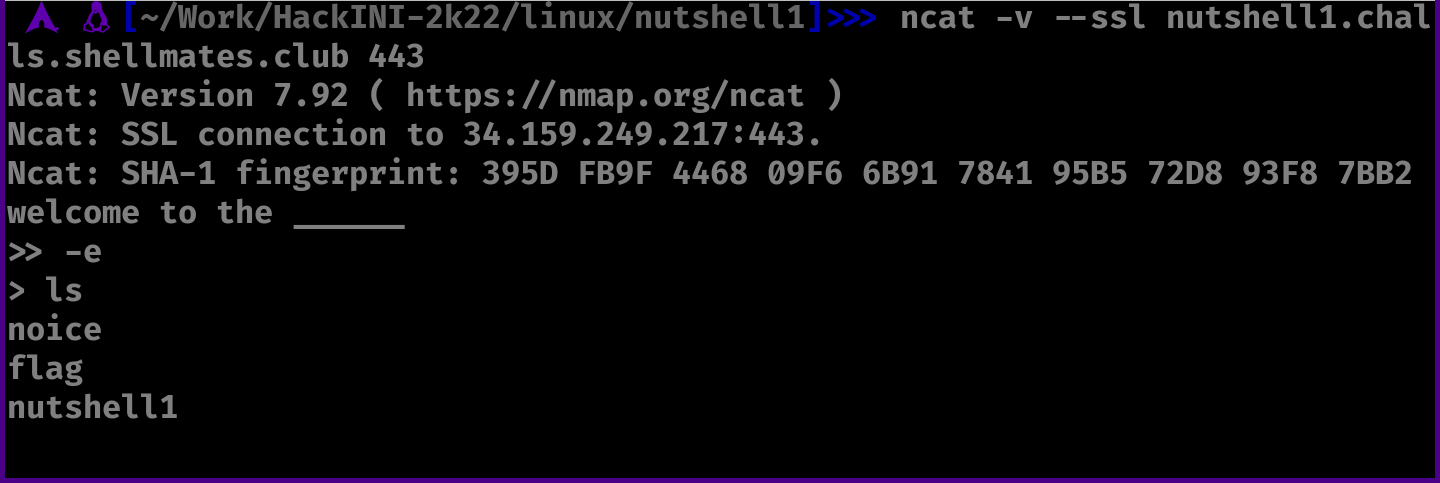 [~/Work/HackINI-2k22/linux/nutshell1]>>> ncat -v --ssl nutshell1.chal
ls.shellmates.club 443
Ncat: Version 7.92 ( https://nmap.org/ncat )
Ncat: SSL connection to 34.159.249.217:443.
Ncat: SHA-1 fingerprint: 395D FB9F 4468 09F6 6B91 7841 95B5 72D8 93F8 7BB2
welcome to the ______
>> -e
> ls
noice
flag
nutshell1